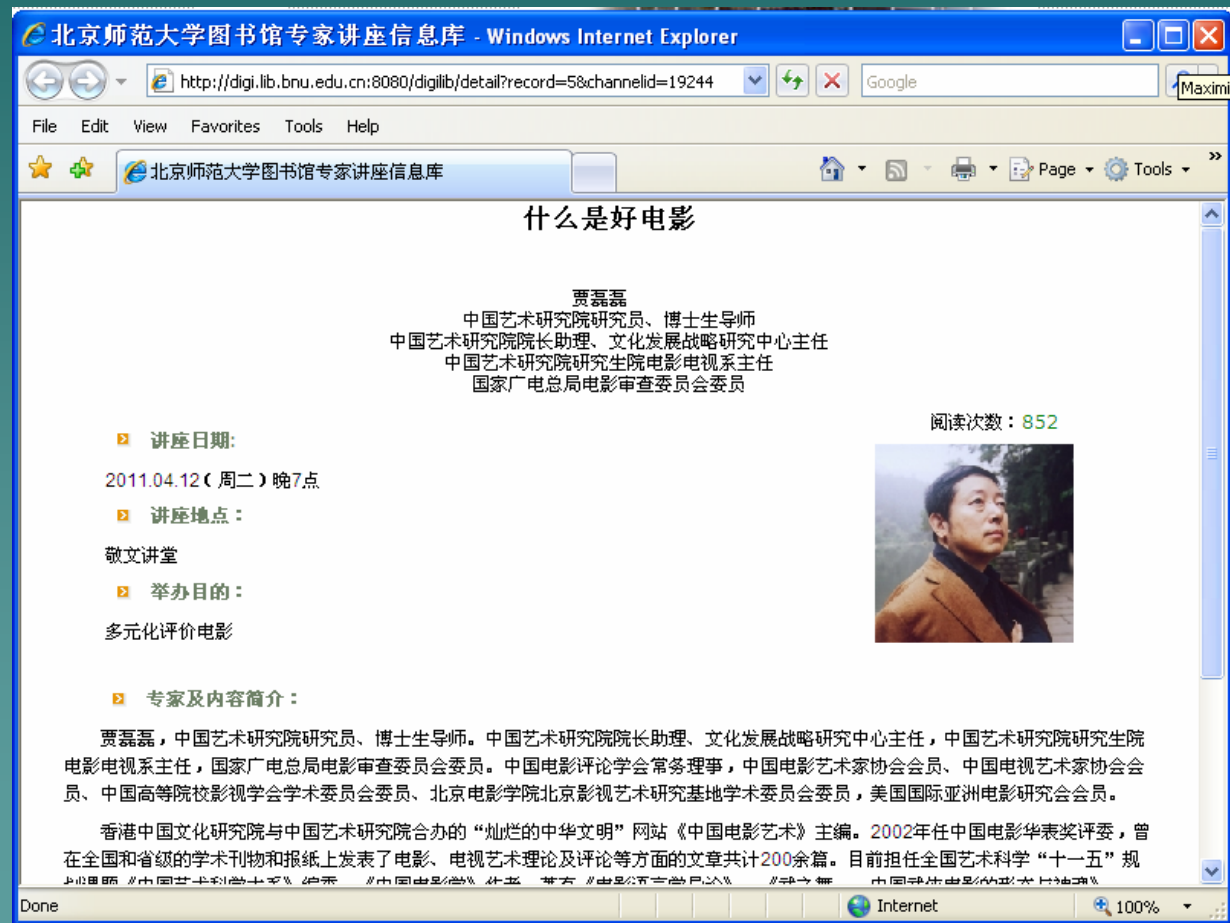 北京师范大学图书馆专家讲座信息库 - Windows Internet Explorer
http://digi.lib.bnu.edu.cn:8080/digilib/detail?record=5&channelid=19244
Google
Maximi
File Edit View Favorites Tools Help
北京师范大学图书馆专家讲座信息库
Page Tools
什么是好电影
贾磊磊
中国艺术研究院研究员、博士生导师
中国艺术研究院院长助理、文化发展战略研究中心主任
中国艺术研究院研究生院电影电视系主任
国家广电总局电影审查委员会委员
阅读次数：852
讲座日期:
2011.04.12（周二）晚7点
讲座地点：
敬文讲堂
举办目的：
多元化评价电影
专家及内容简介：
贾磊磊，中国艺术研究院研究员、博士生导师。中国艺术研究院院长助理、文化发展战略研究中心主任，中国艺术研究院研究生院
电影电视系主任，国家广电总局电影审查委员会委员。中国电影评论学会常务理事，中国电影艺术家协会会员、中国电视艺术家协会会
员、中国高等院校影视学会学术委员会委员、北京电影学院北京影视艺术研究基地学术委员会委员，美国国际亚洲电影研究会会员。
香港中国文化研究院与中国艺术研究院合办的“灿烂的中华文明”网站《中国电影艺术》主编。2002年任中国电影华表奖评委，曾
在全国和省级的学术刊物和报纸上发表了电影、电视艺术理论及评论等方面的文章共计200余篇。目前担任全国艺术科学“十一五”规
Done
Internet
100%